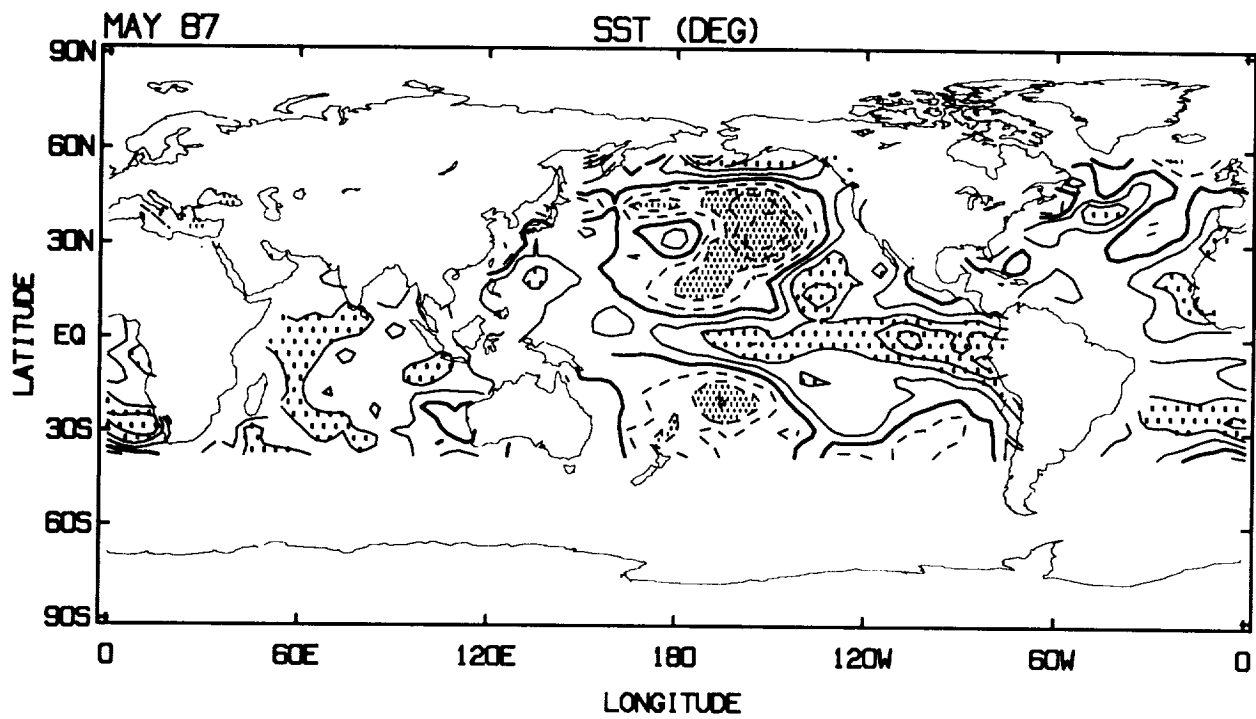 MAY 87
SST (DEG)
90N
60N
30N
EQ
30S
60S
90S
LATITUDE
0 60E 120E 180 120W 60W 0
LONGITUDE